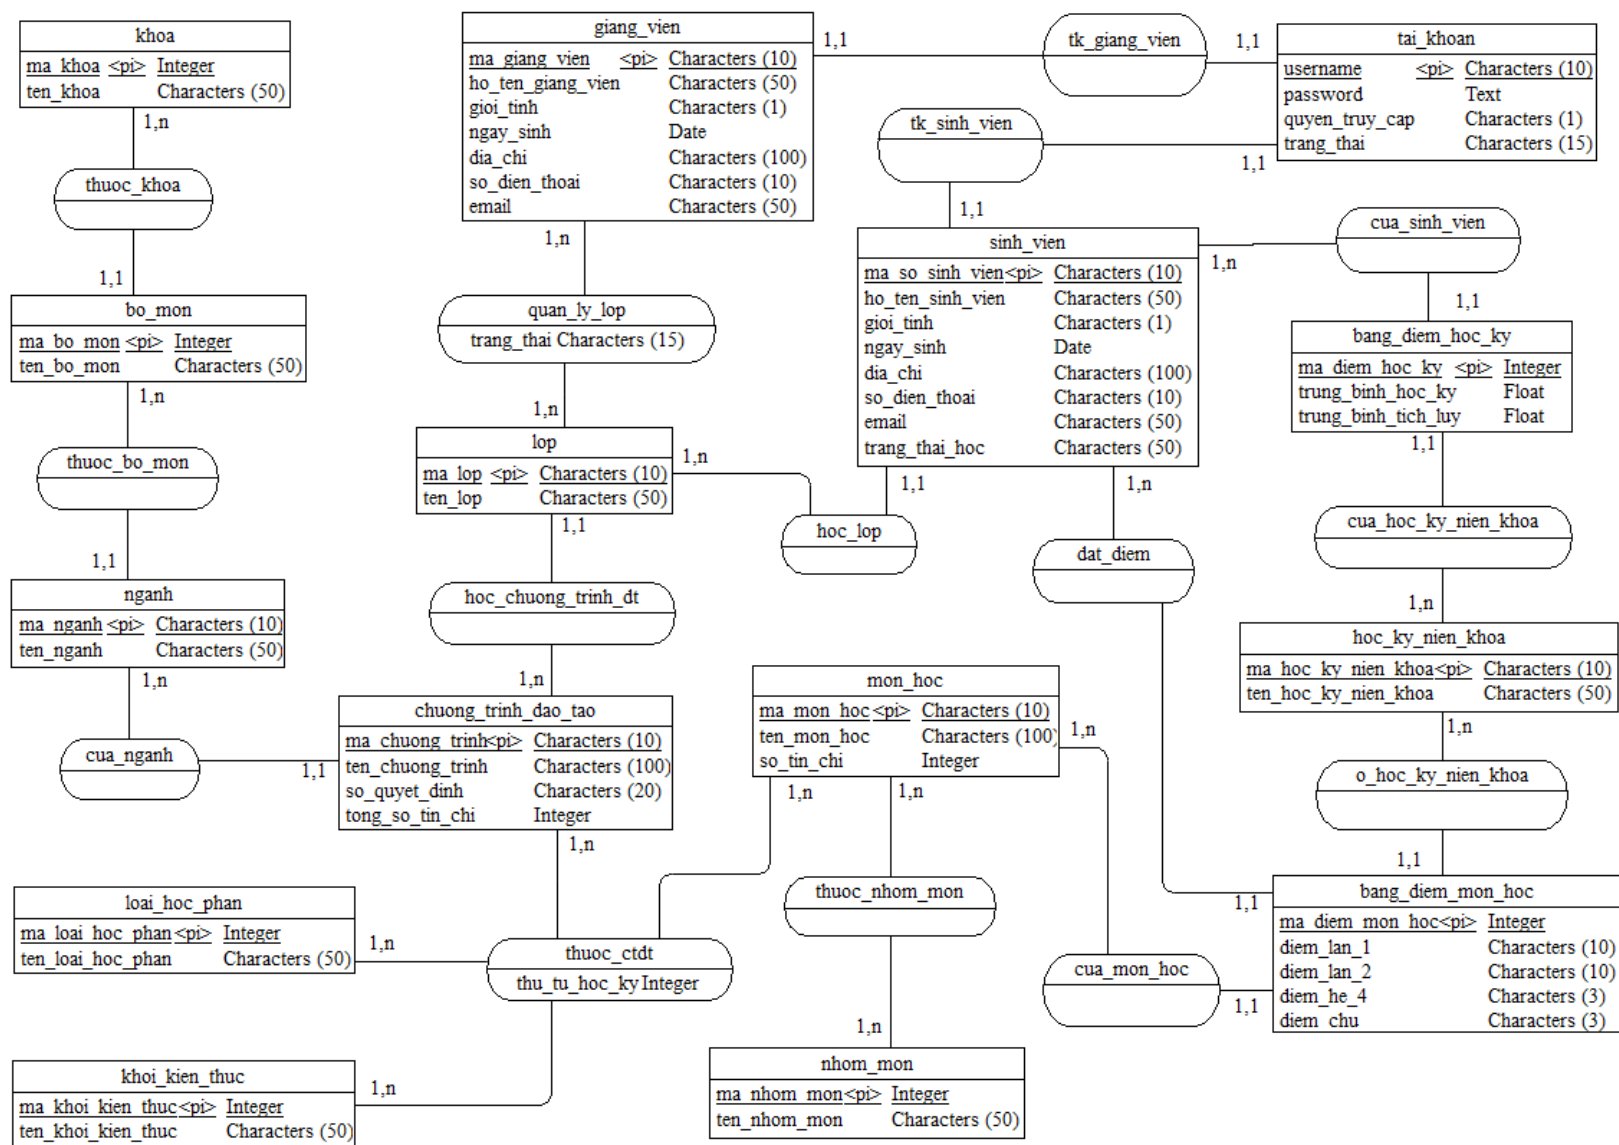 khoa
ma_khoa <pi> Integer
ten_khoa Characters (50)
1,n
thuoc_khoa
1,1
bo_mon
ma_bo_mon <pi> Integer
ten_bo_mon Characters (50)
1,n
thuoc_bo_mon
1,1
nganh
ma_nganh <pi> Characters (10)
ten_nganh Characters (50)
1,n
cua_nganh
1,1
giang_vien
ma_giang_vien <pi> Characters (10)
ho_ten_giang_vien Characters (50)
gioi_tinh Characters (1)
ngay_sinh Date
dia_chi Characters (100)
so_dien_thoai Characters (10)
email Characters (50)
1,1
tk_giang_vien
1,1
tai_khoan
username <pi> Characters (10)
password Text
quyen_truy_cap Characters (1)
trang_thai Characters (15)
tk_sinh_vien
1,1
1,1
1,n
quan_ly_lop
trang_thai Characters (15)
1,n
lop
ma_lop <pi> Characters (10)
ten_lop Characters (50)
1,n
hoc_lop
1,1
1,1
hoc_chuong_trinh_dt
1,n
chuong_trinh_dao_tao
ma_chuong_trinh<pi> Characters (10)
ten_chuong_trinh Characters (100)
so_quyet_dinh Characters (20)
tong_so_tin_chi Integer
1,n
sinh_vien
ma_so_sinh_vien<pi> Characters (10)
ho_ten_sinh_vien Characters (50)
gioi_tinh Characters (1)
ngay_sinh Date
dia_chi Characters (100)
so_dien_thoai Characters (10)
email Characters (50)
trang_thai_hoc Characters (50)
1,n
cua_sinh_vien
1,1
bang_diem_hoc_ky
ma_diem_hoc_ky <pi> Integer
trung_binh_hoc_ky Float
trung_binh_tich_luy Float
1,1
cua_hoc_ky_nien_khoa
1,n
hoc_ky_nien_khoa
ma_hoc_ky_nien_khoa<pi> Characters (10)
ten_hoc_ky_nien_khoa Characters (50)
1,n
o_hoc_ky_nien_khoa
1,1
1,n
dat_diem
1,1
bang_diem_mon_hoc
ma_diem_mon_hoc<pi> Integer
diem_lan_1 Characters (10)
diem_lan_2 Characters (10)
diem_he_4 Characters (3)
diem_chu Characters (3)
mon_hoc
ma_mon_hoc<pi> Characters (10)
ten_mon_hoc Characters (100)
so_tin_chi Integer
1,n
cua_mon_hoc
1,1
1,n
1,n
thuoc_nhom_mon
1,n
nhom_mon
ma_nhom_mon<pi> Integer
ten_nhom_mon Characters (50)
loai_hoc_phan
ma_loai_hoc_phan<pi> Integer
ten_loai_hoc_phan Characters (50)
1,n
thuoc_ctdt
thu_tu_hoc_ky Integer
khoi_kien_thuc
ma_khoi_kien_thuc<pi> Integer
ten_khoi_kien_thuc Characters (50)
1,n